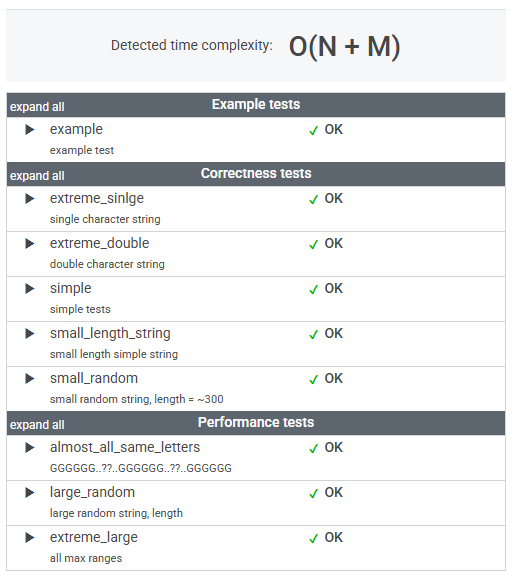 Detected time complexity: O(N + M)
expand all Example tests
▶ example ✓ OK
example test
expand all Correctness tests
▶ extreme_sinlge ✓ OK
single character string
▶ extreme_double ✓ OK
double character string
▶ simple ✓ OK
simple tests
▶ small_length_string ✓ OK
small length simple string
▶ small_random ✓ OK
small random string, length = ~300
expand all Performance tests
▶ almost_all_same_letters ✓ OK
GGGGGG..??..GGGGGG..??..GGGGGG
▶ large_random ✓ OK
large random string, length
▶ extreme_large ✓ OK
all max ranges